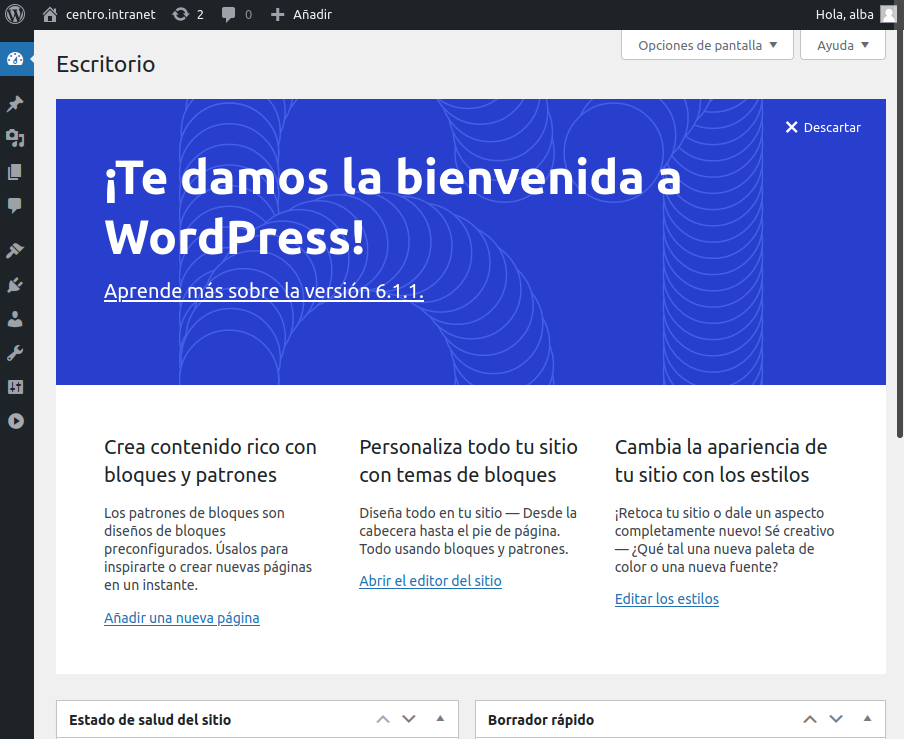 centro.intranet 2 0 Añadir Hola, alba
Opciones de pantalla Ayuda
Escritorio
Descartar
¡Te damos la bienvenida a
WordPress!
Aprende más sobre la versión 6.1.1.
Crea contenido rico con
bloques y patrones
Los patrones de bloques son
diseños de bloques
preconfigurados. Úsalos para
inspirarte o crear nuevas páginas
en un instante.
Añadir una nueva página
Personaliza todo tu sitio
con temas de bloques
Diseña todo en tu sitio — Desde la
cabecera hasta el pie de página.
Todo usando bloques y patrones.
Abrir el editor del sitio
Cambia la apariencia de
tu sitio con los estilos
¡Retoca tu sitio o dale un aspecto
completamente nuevo! Sé creativo
— ¿Qué tal una nueva paleta de
color o una nueva fuente?
Editar los estilos
Estado de salud del sitio
Borrador rápido